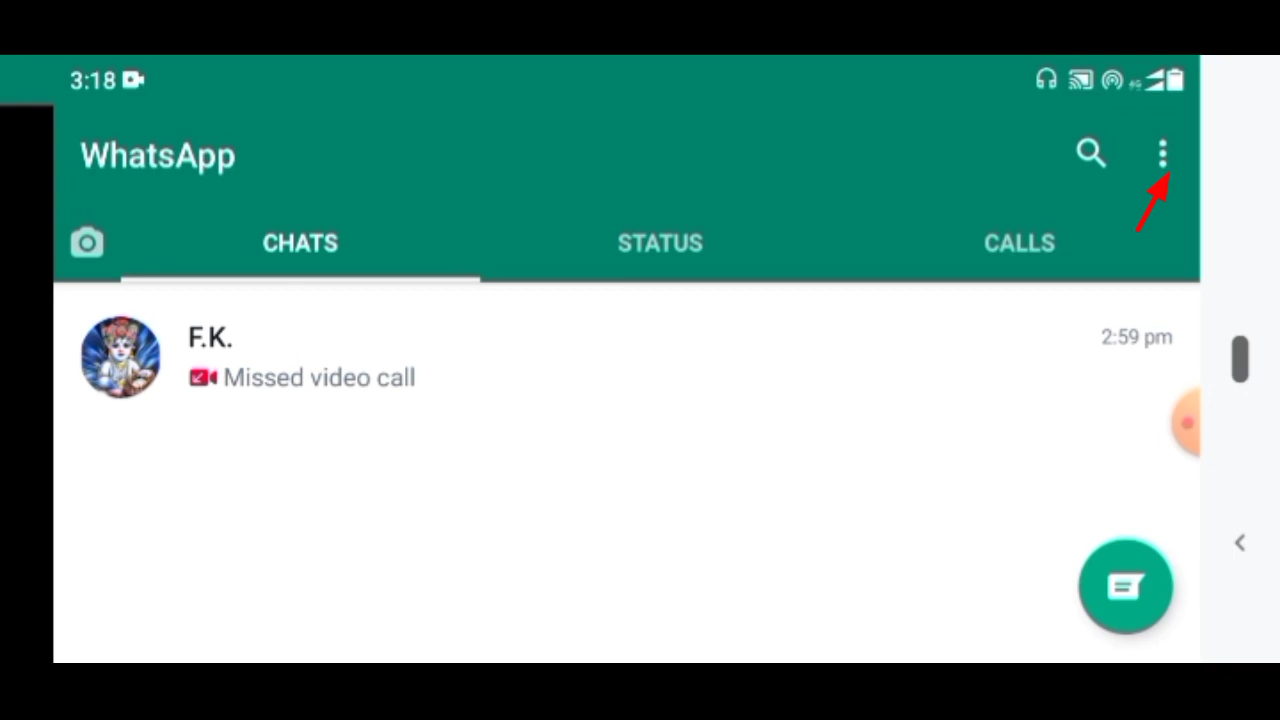 3:18
WhatsApp
CHATS STATUS CALLS
F.K. 2:59 pm
Missed video call